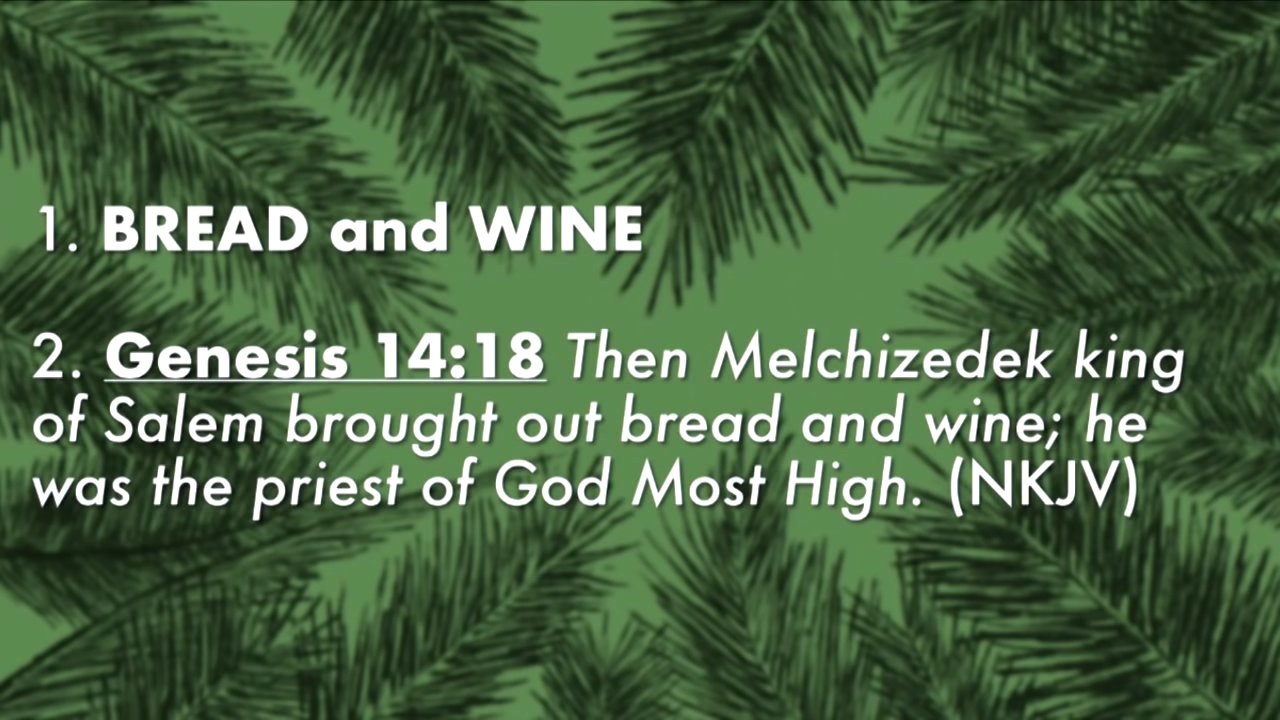 1. BREAD and WINE
2. Genesis 14:18 Then Melchizedek king
of Salem brought out bread and wine; he
was the priest of God Most High. (NKJV)